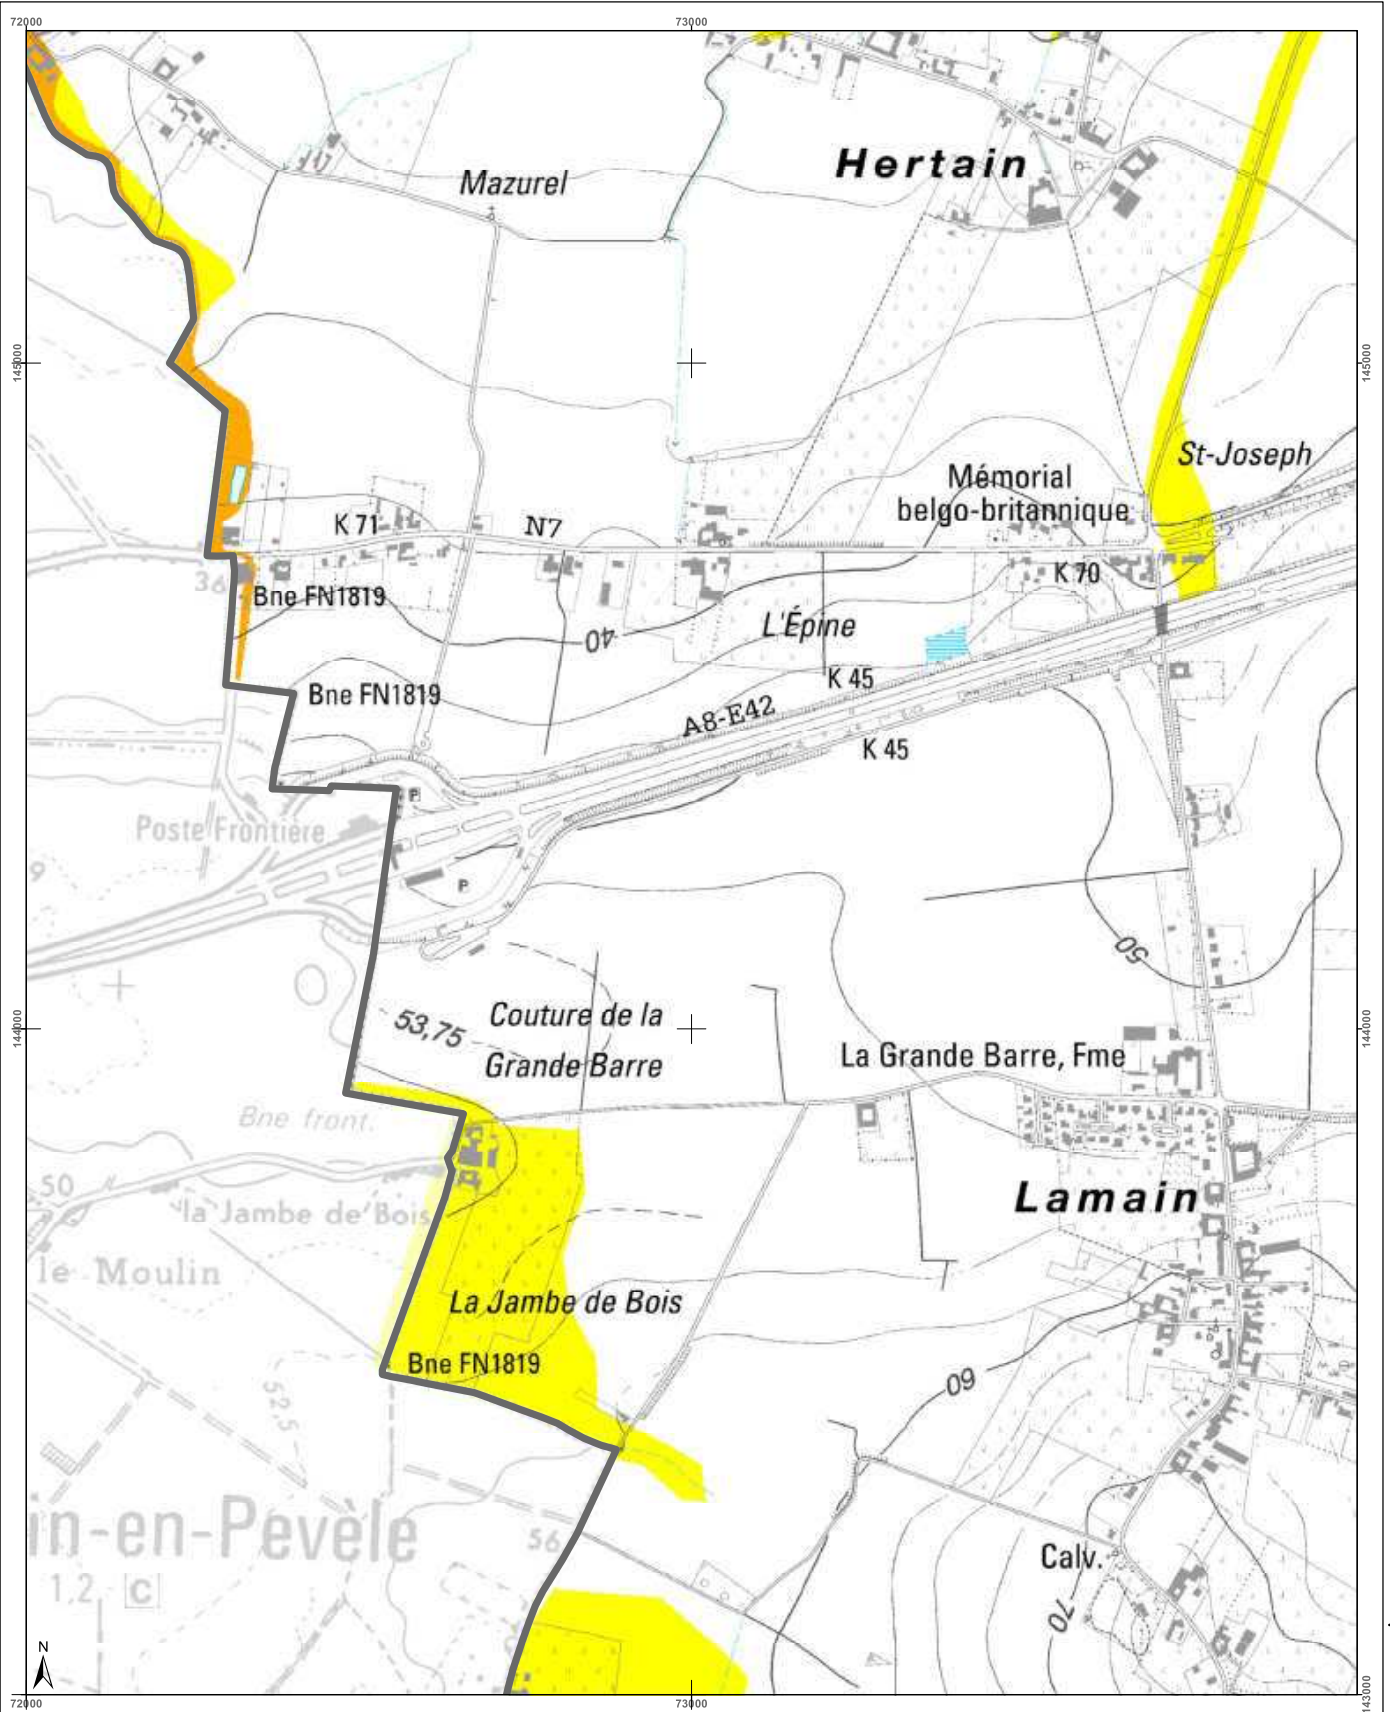 72000
73000
Hertain
Mazurel
145000
145000
St-Joseph
Mémorial
belgo-britannique
K 71
N7
K 70
36
Bne FN1819
L'Épine
40
K 45
Bne FN1819
A8-E42
K 45
P
Poste Frontière
9
P
50
53,75
Couture de la
Grande Barre
144000
144000
La Grande Barre, Fme
Bne front.
50
la Jambe de Bois
Lamain
le Moulin
La Jambe de Bois
Bne FN1819
60
52,5
in-en-Pevèle
56
1,2 C
Calv.
70
N
72000
73000
143000